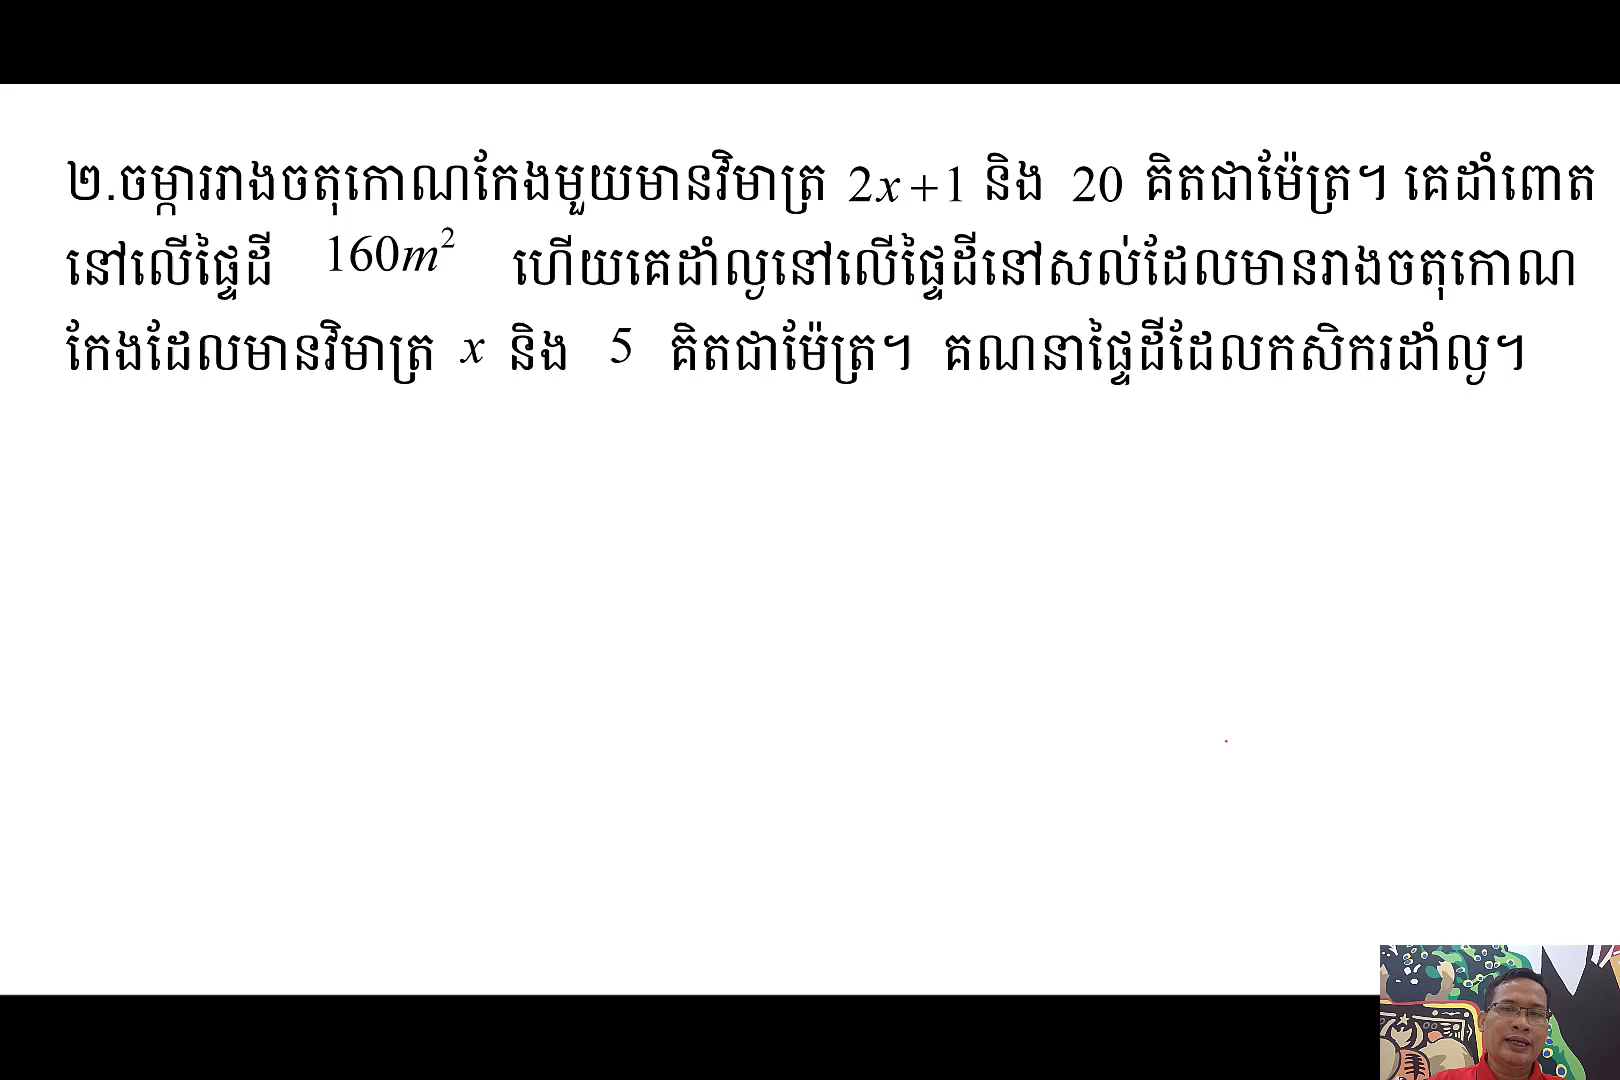 ២.ចម្ការរាងចតុកោណកែងមួយមានវិមាត្រ 2x+1 និង 20 គិតជាម៉ែត្រ។ គេដាំពោត
នៅលើផ្ទៃដី 160m² ហើយគេដាំល្ងនៅលើផ្ទៃដីនៅសល់ដែលមានរាងចតុកោណ
កែងដែលមានវិមាត្រ x និង 5 គិតជាម៉ែត្រ។ គណនាផ្ទៃដីដែលកសិករដាំល្ង។